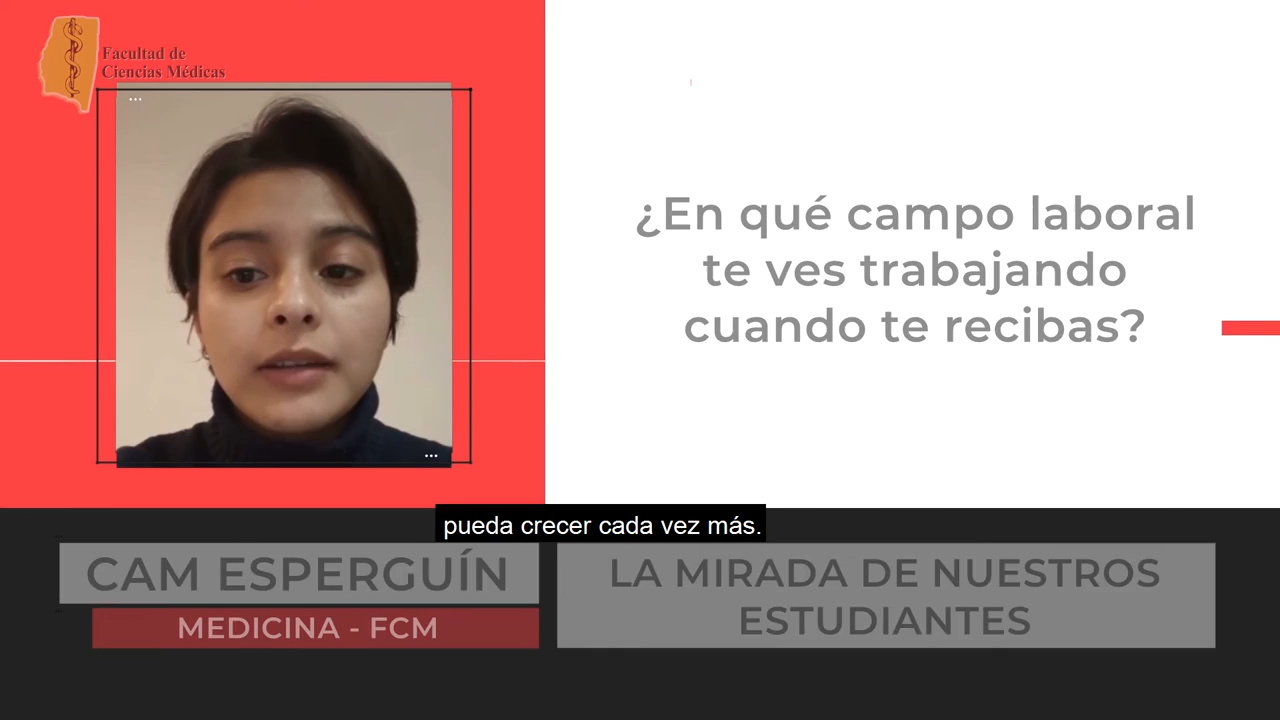 Facultad de
Ciencias Médicas
¿En qué campo laboral
te ves trabajando
cuando te recibas?
pueda crecer cada vez más.
CAM ESPERGUÍN
MEDICINA - FCM
LA MIRADA DE NUESTROS
ESTUDIANTES